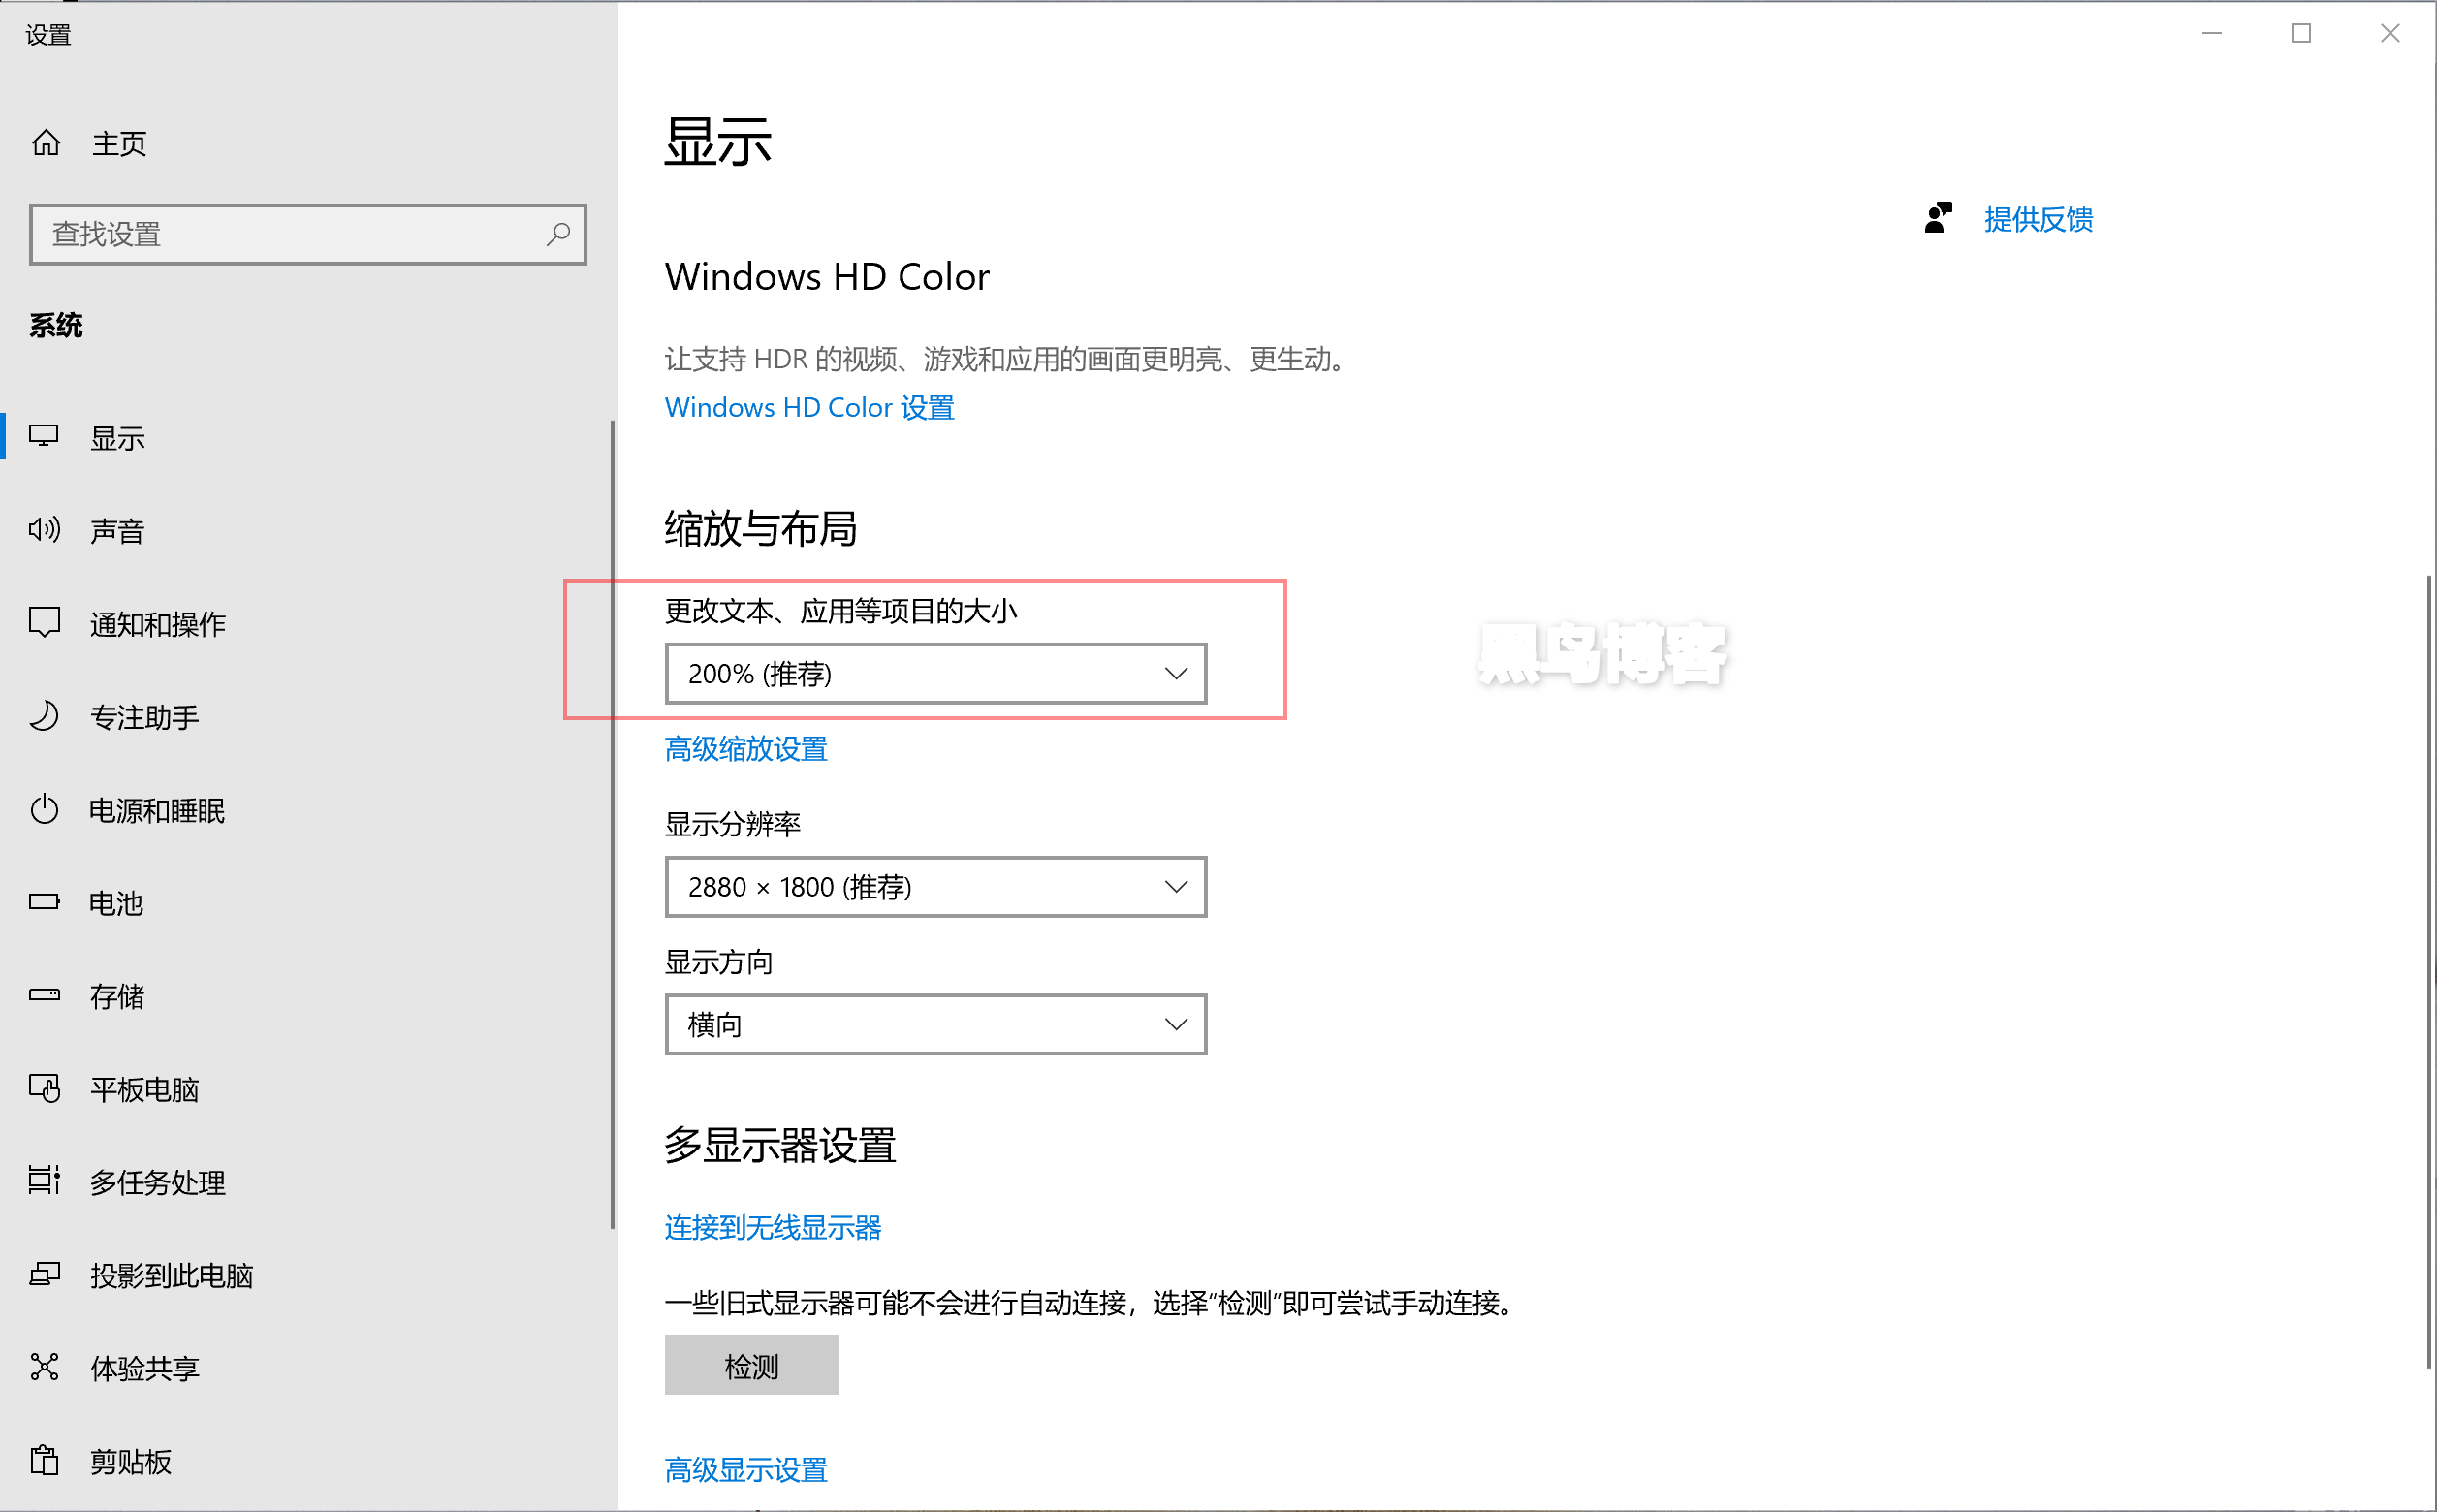 设置
主页
查找设置
系统
显示
声音
通知和操作
专注助手
电源和睡眠
电池
存储
平板电脑
多任务处理
投影到此电脑
体验共享
剪贴板
显示
提供反馈
Windows HD Color
让支持 HDR 的视频、游戏和应用的画面更明亮、更生动。
Windows HD Color 设置
缩放与布局
更改文本、应用等项目的大小
200% (推荐)
黑鸟博客
高级缩放设置
显示分辨率
2880 × 1800 (推荐)
显示方向
横向
多显示器设置
连接到无线显示器
一些旧式显示器可能不会进行自动连接，选择"检测"即可尝试手动连接。
检测
高级显示设置